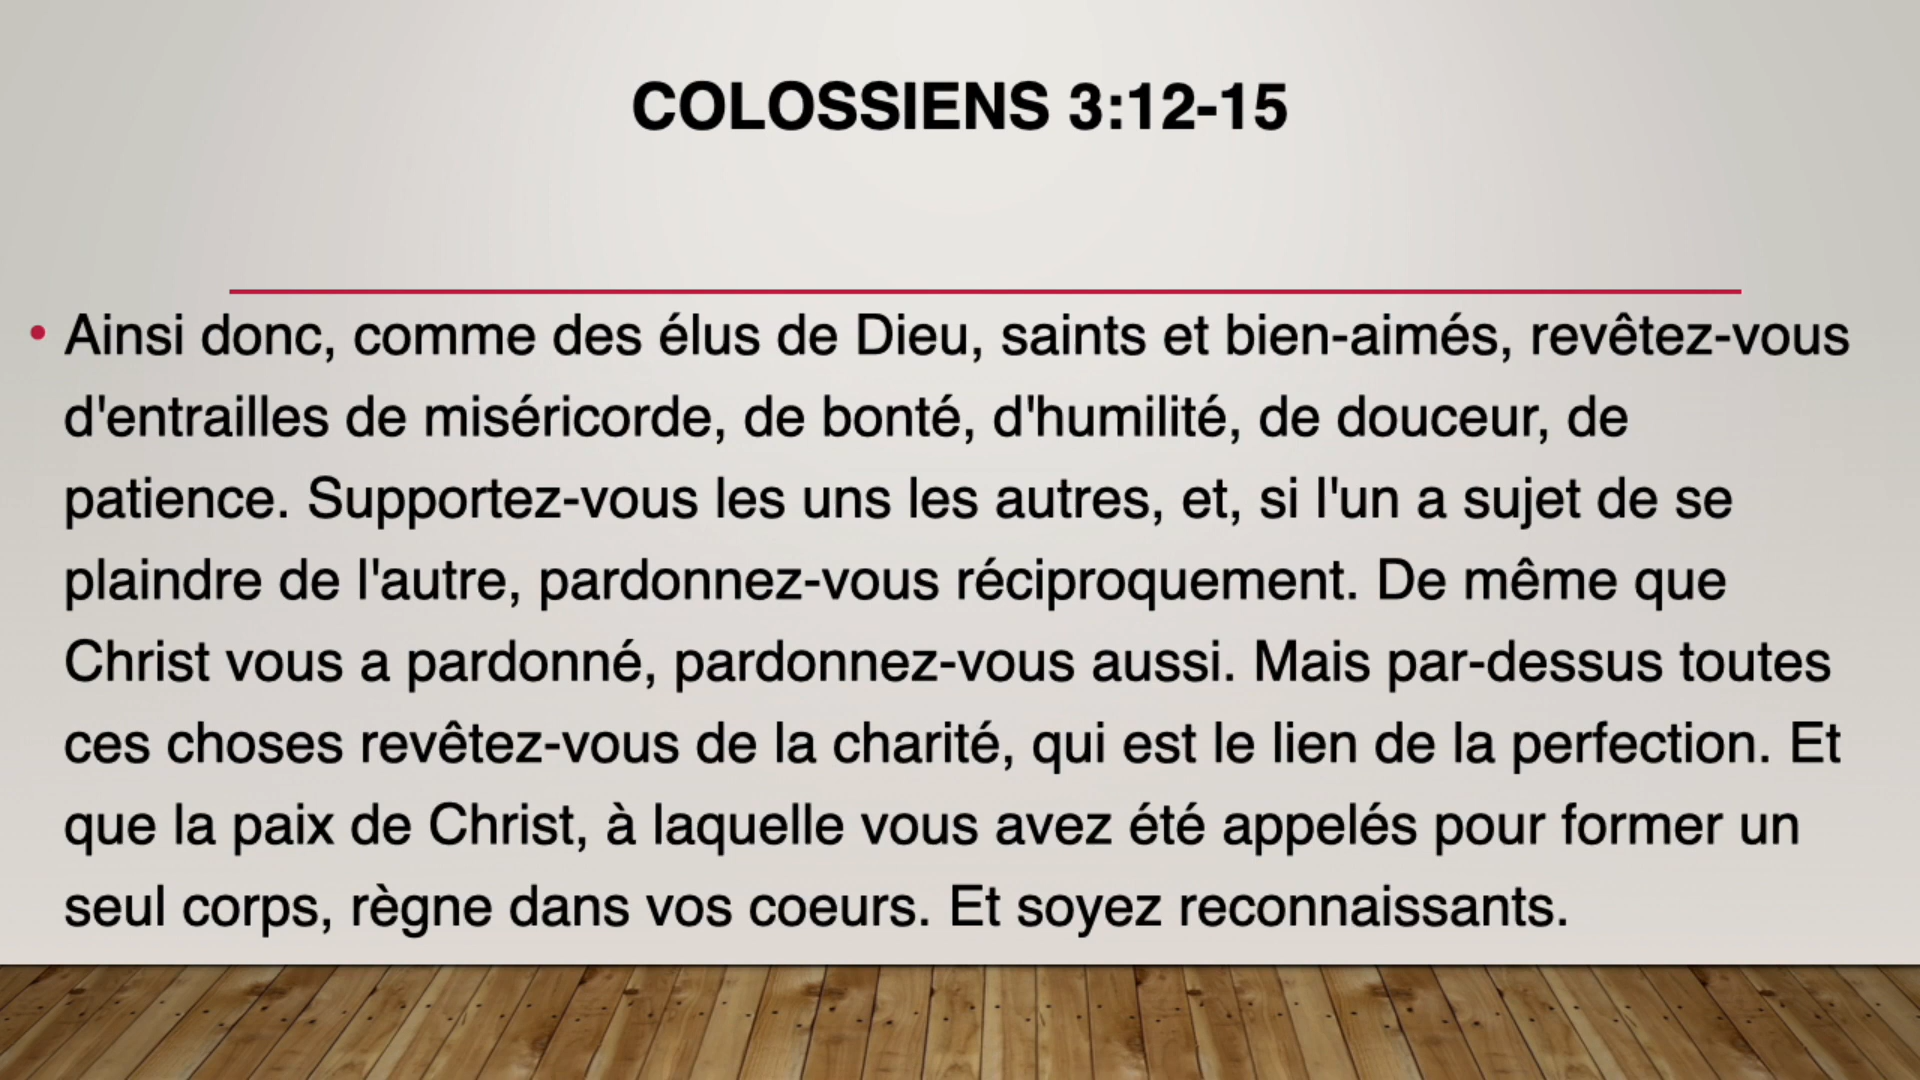 COLOSSIENS 3:12-15
• Ainsi donc, comme des élus de Dieu, saints et bien-aimés, revêtez-vous
d'entrailles de miséricorde, de bonté, d'humilité, de douceur, de
patience. Supportez-vous les uns les autres, et, si l'un a sujet de se
plaindre de l'autre, pardonnez-vous réciproquement. De même que
Christ vous a pardonné, pardonnez-vous aussi. Mais par-dessus toutes
ces choses revêtez-vous de la charité, qui est le lien de la perfection. Et
que la paix de Christ, à laquelle vous avez été appelés pour former un
seul corps, règne dans vos coeurs. Et soyez reconnaissants.